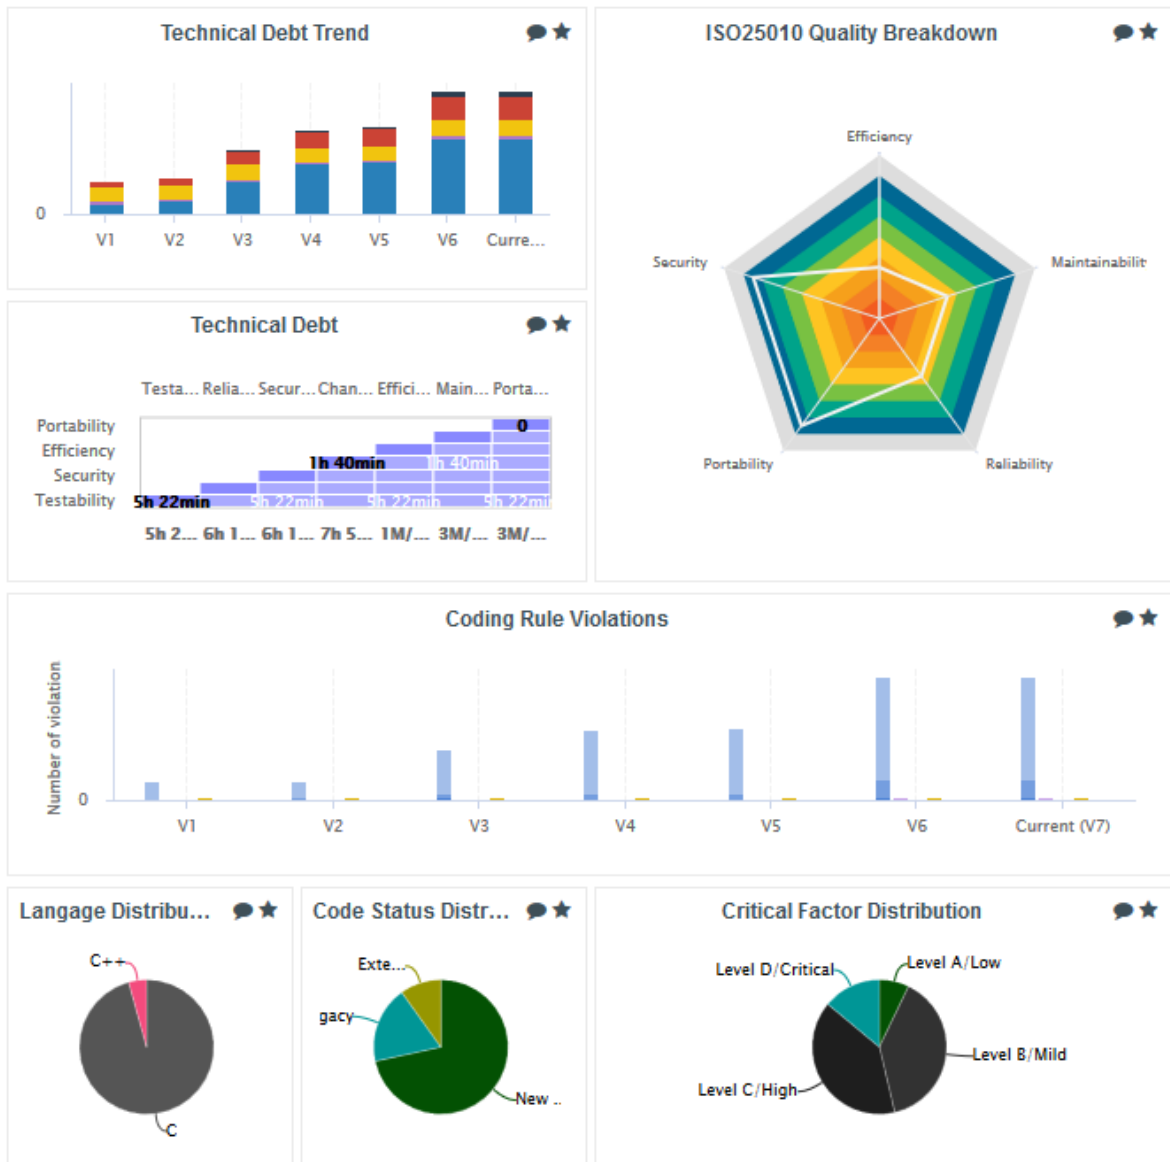 Technical Debt Trend
0
V1 V2 V3 V4 V5 V6 Curre...
ISO25010 Quality Breakdown
Efficiency
Security
Maintainabilit
Portability
Reliability
Technical Debt
Testa... Relia... Secur... Chan... Effici... Main... Porta...
Portability
0
Efficiency
1h 40min 1h 40min
Security
Testability
5h 22min 5h 22min 5h 22min 5h 22min
5h 2... 6h 1... 6h 1... 7h 5... 1M/... 3M/... 3M/...
Coding Rule Violations
Number of violation
0
V1 V2 V3 V4 V5 V6 Current (V7)
Langage Distribu...
C++
C
Code Status Distr...
Exte...
gacy
New ..
Critical Factor Distribution
Level D/Critical
Level A/Low
Level B/Mild
Level C/High